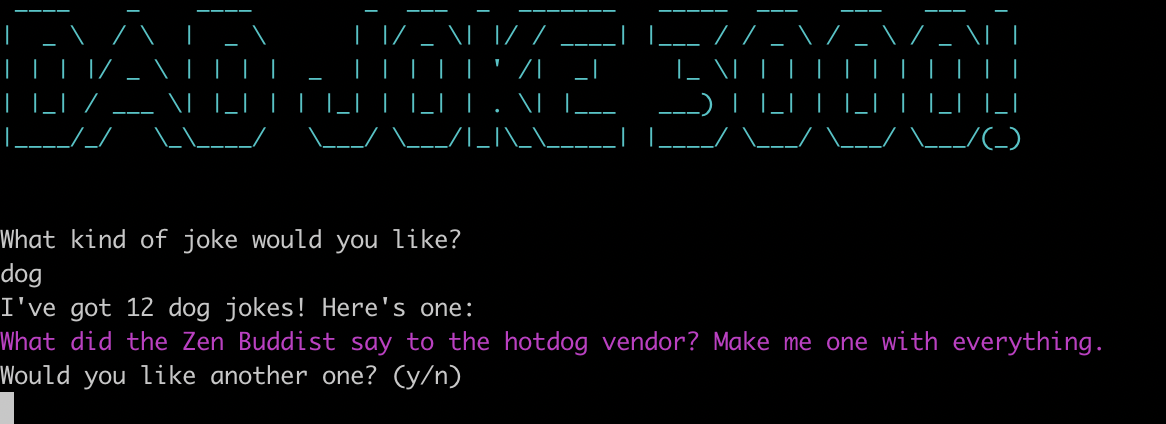 DAD JOKE 3000!
What kind of joke would you like?
dog
I've got 12 dog jokes! Here's one:
What did the Zen Buddist say to the hotdog vendor? Make me one with everything.
Would you like another one? (y/n)